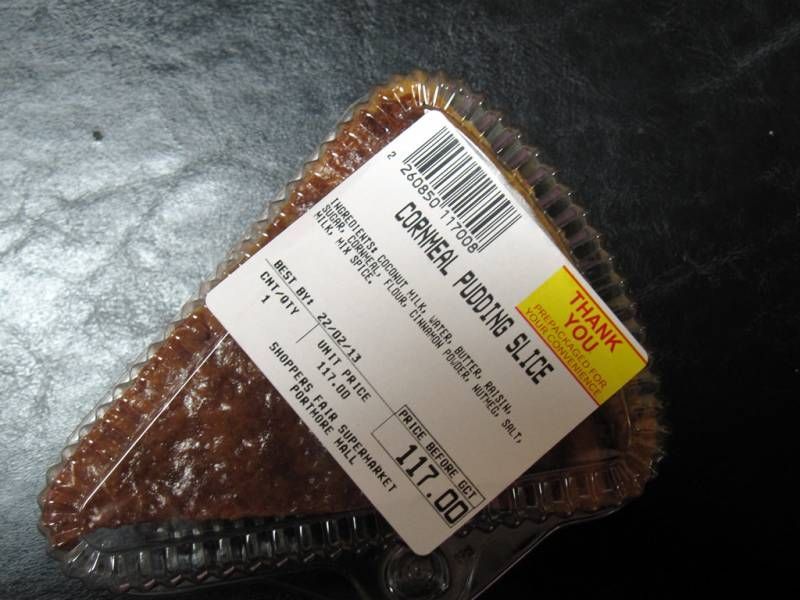 2 260850 117008
CORNMEAL PUDDING SLICE
THANK
YOU
PREPACKAGED FOR
YOUR CONVENIENCE
INGREDIENTS: COCONUT MILK, WATER, BUTTER, RAISIN,
SUGAR, CORNMEAL, FLOUR, CINNAMON POWDER, NUTMEG, SALT,
MILK, MIX SPICE.
BEST BY: 22/02/13
CNT/QTY UNIT PRICE PRICE BEFORE GCT
1 117.00 117.00
SHOPPERS FAIR SUPERMARKET
PORTMORE MALL